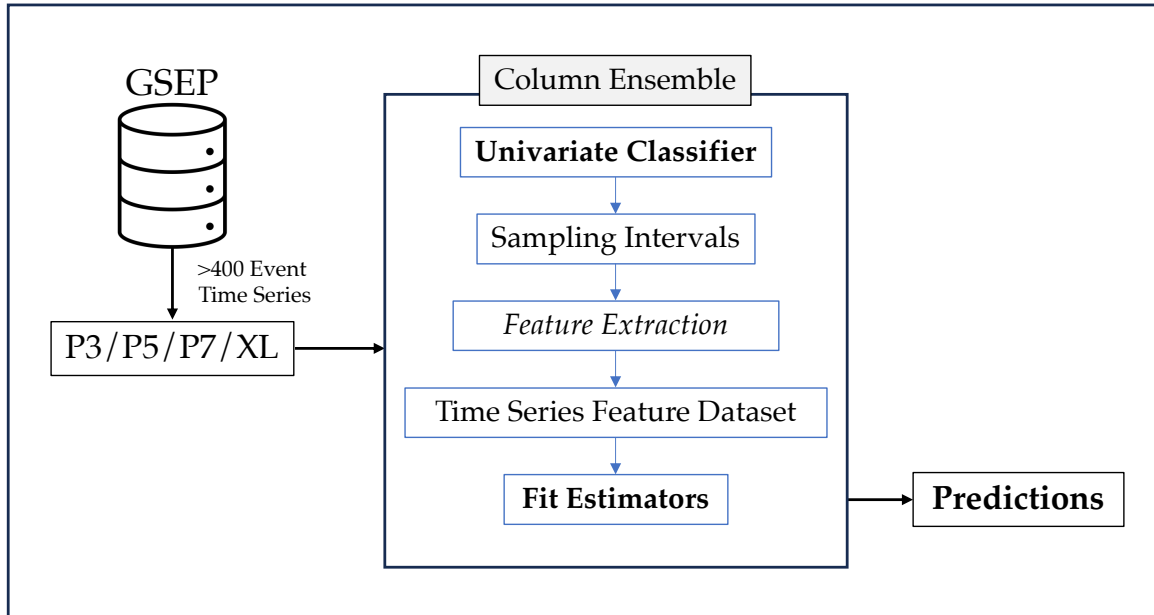 GSEP
>400 Event
Time Series
P3/P5/P7/XL
Column Ensemble
Univariate Classifier
Sampling Intervals
Feature Extraction
Time Series Feature Dataset
Fit Estimators
Predictions